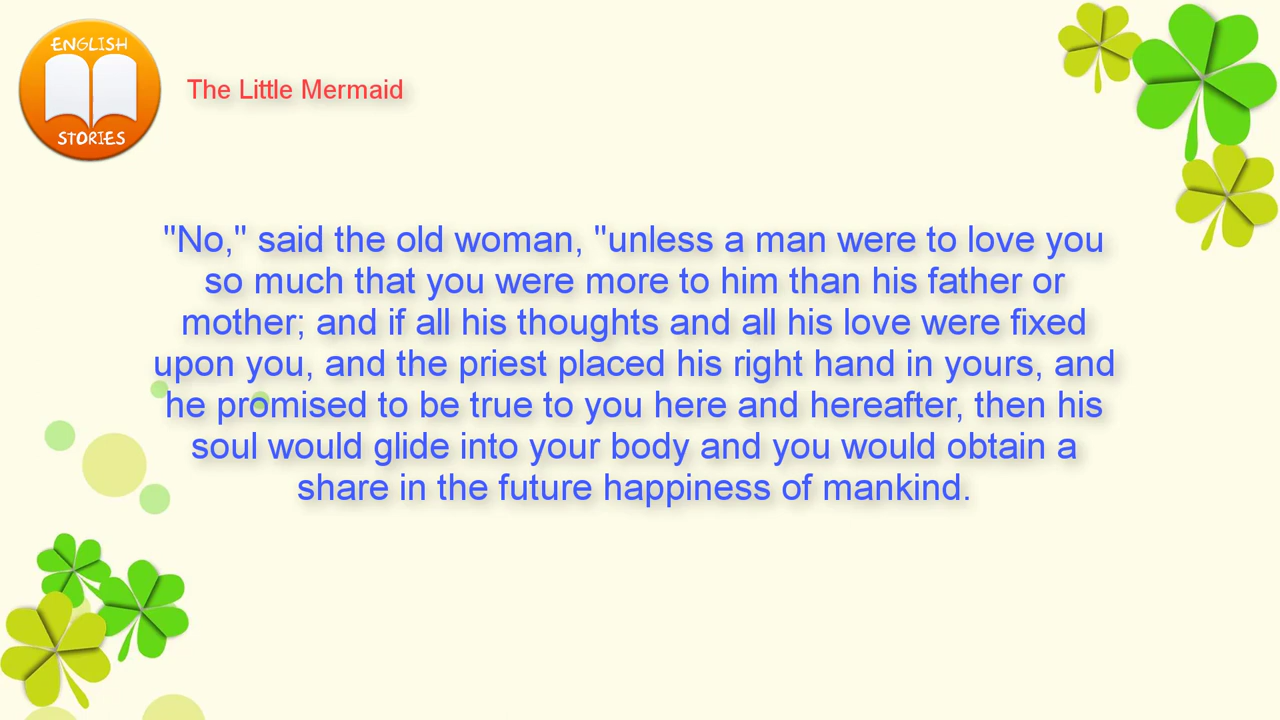 ENGLISH
STORIES
The Little Mermaid
"No," said the old woman, "unless a man were to love you
so much that you were more to him than his father or
mother; and if all his thoughts and all his love were fixed
upon you, and the priest placed his right hand in yours, and
he promised to be true to you here and hereafter, then his
soul would glide into your body and you would obtain a
share in the future happiness of mankind.